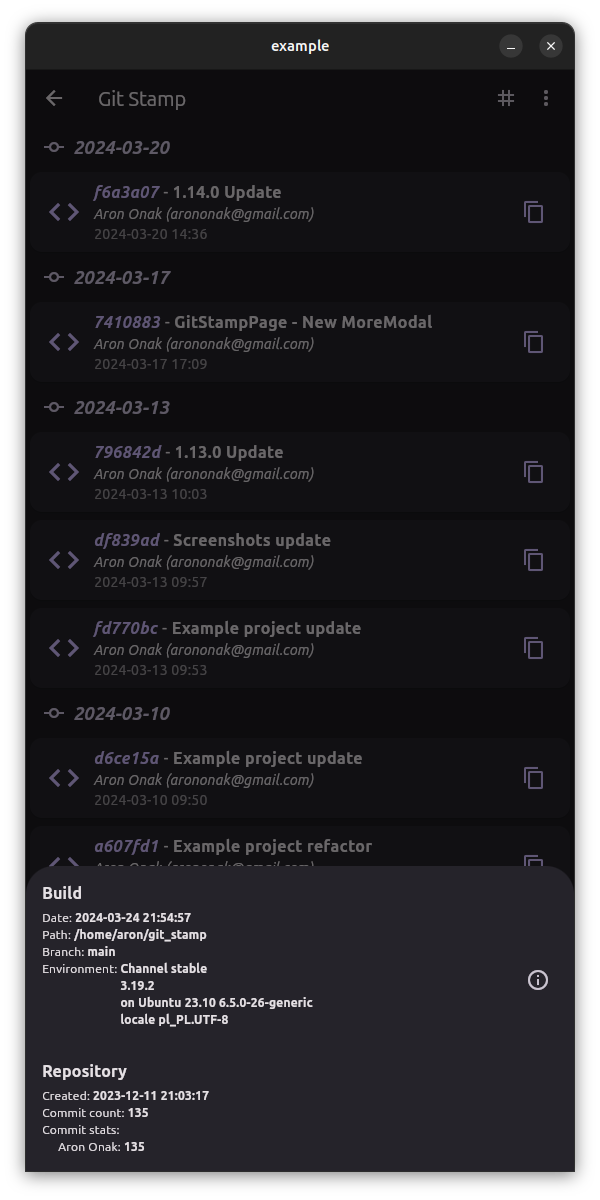 example
Git Stamp
2024-03-20
f6a3a07 - 1.14.0 Update
Aron Onak (arononak@gmail.com)
2024-03-20 14:36
2024-03-17
7410883 - GitStampPage - New MoreModal
Aron Onak (arononak@gmail.com)
2024-03-17 17:09
2024-03-13
796842d - 1.13.0 Update
Aron Onak (arononak@gmail.com)
2024-03-13 10:03
df839ad - Screenshots update
Aron Onak (arononak@gmail.com)
2024-03-13 09:57
fd770bc - Example project update
Aron Onak (arononak@gmail.com)
2024-03-13 09:53
2024-03-10
d6ce15a - Example project update
Aron Onak (arononak@gmail.com)
2024-03-10 09:50
a607fd1 - Example project refactor
Aron Onak (arononak@gmail.com)
Build
Date: 2024-03-24 21:54:57
Path: /home/aron/git_stamp
Branch: main
Environment: Channel stable
3.19.2
on Ubuntu 23.10 6.5.0-26-generic
locale pl_PL.UTF-8
Repository
Created: 2023-12-11 21:03:17
Commit count: 135
Commit stats:
Aron Onak: 135